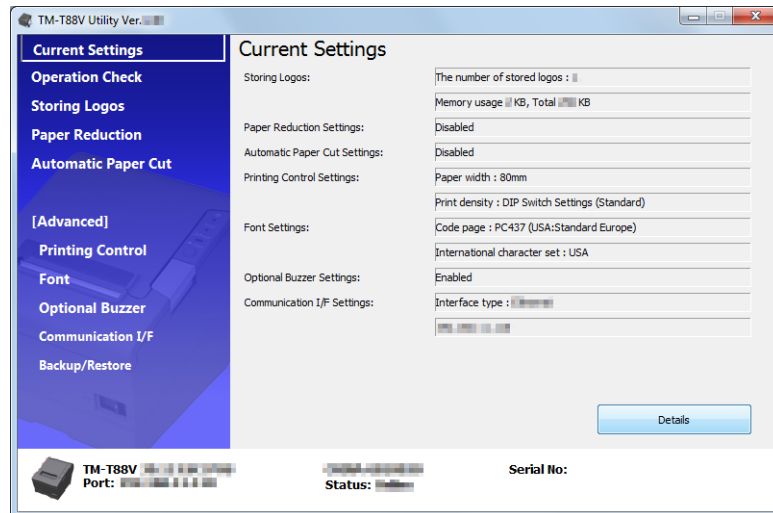 TM-T88V Utility Ver.
Current Settings
Operation Check
Storing Logos
Paper Reduction
Automatic Paper Cut
[Advanced]
Printing Control
Font
Optional Buzzer
Communication I/F
Backup/Restore
Current Settings
Storing Logos: The number of stored logos :
Memory usage KB, Total KB
Paper Reduction Settings: Disabled
Automatic Paper Cut Settings: Disabled
Printing Control Settings: Paper width : 80mm
Print density : DIP Switch Settings (Standard)
Font Settings: Code page : PC437 (USA:Standard Europe)
International character set : USA
Optional Buzzer Settings: Enabled
Communication I/F Settings: Interface type :
Details
TM-T88V
Port:
Status:
Serial No: